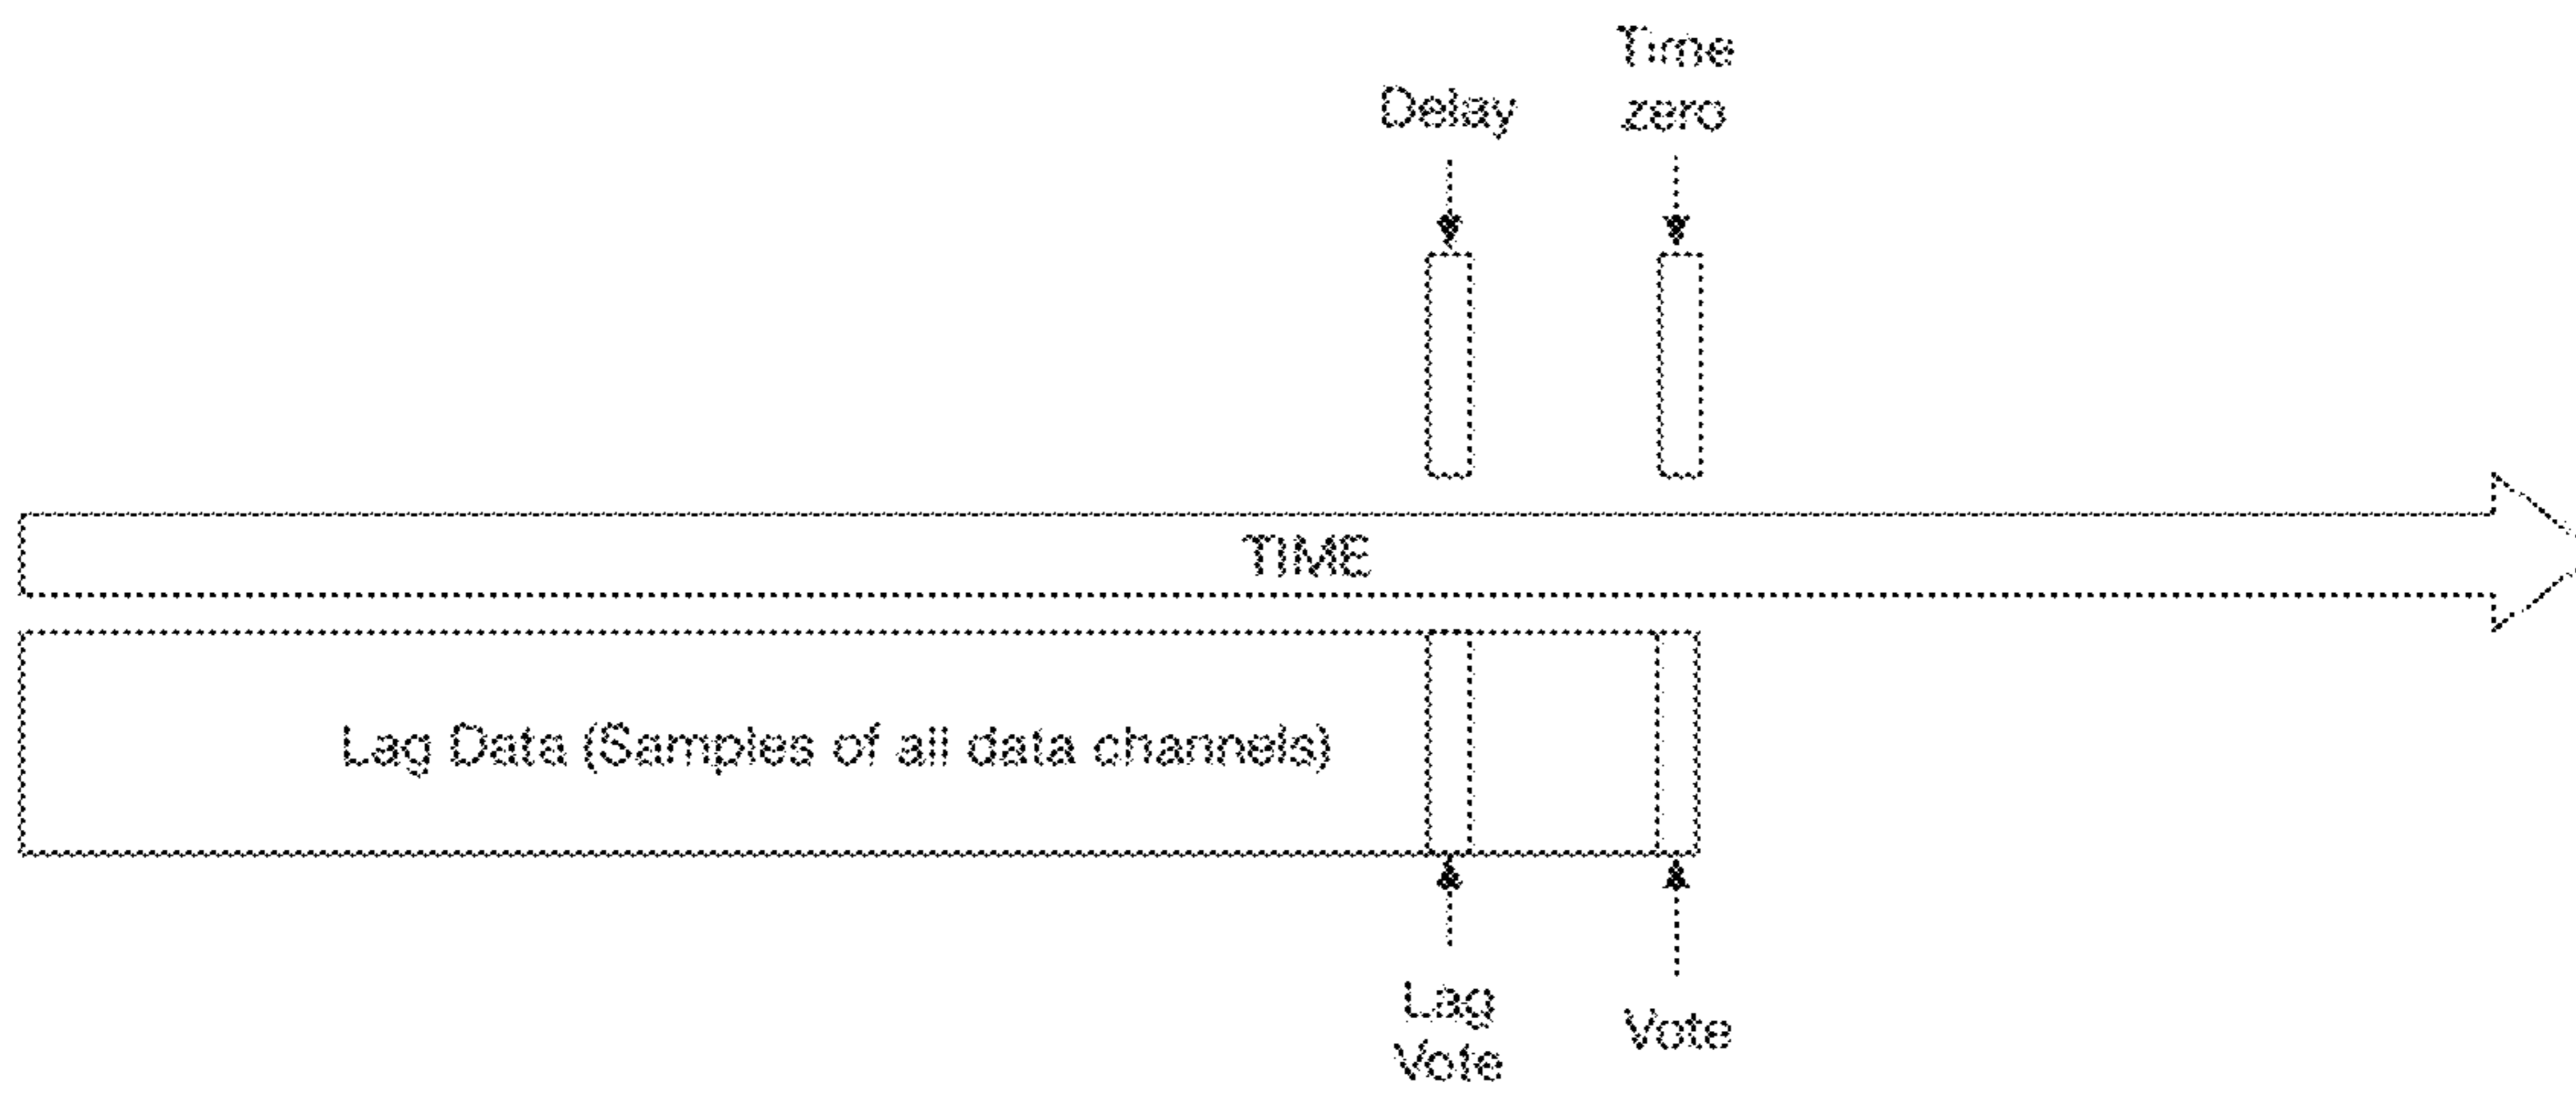 Time
zero
Delay
TIME
Lag Data (Samples of all data channels)
Lag
Vote
Vote